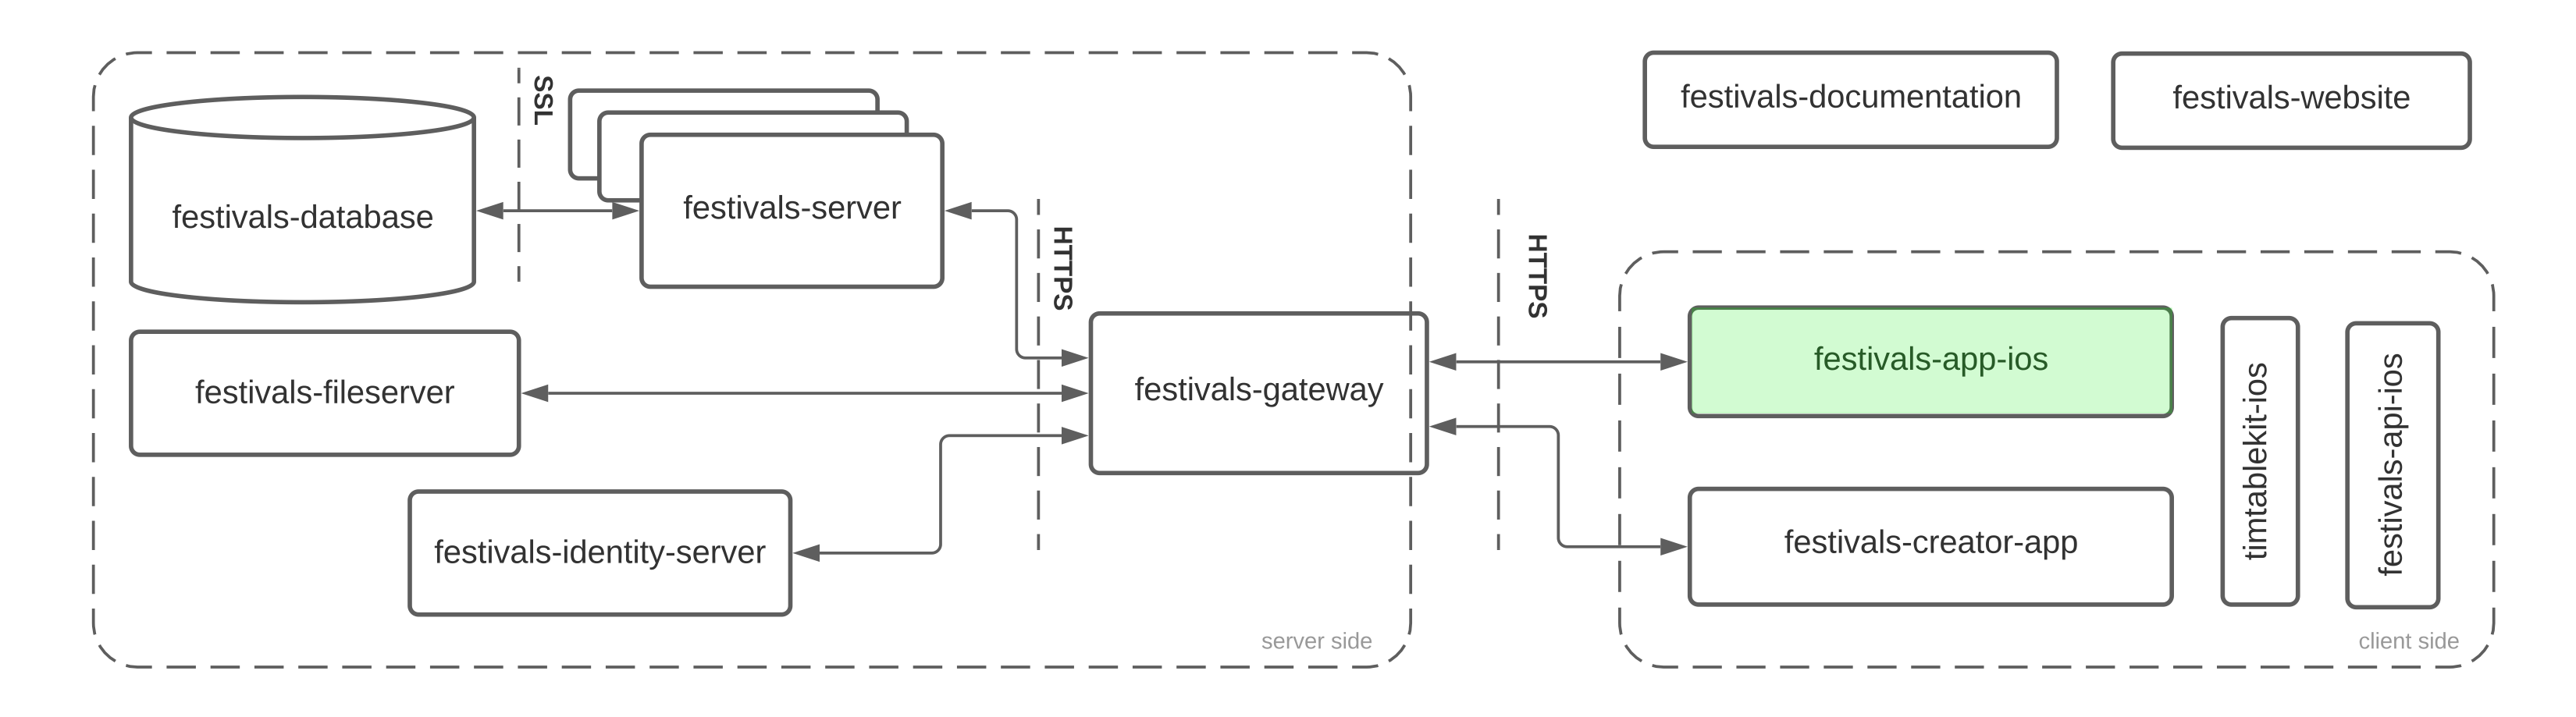 SSL
festivals-database
festivals-server
HTTPS
festivals-fileserver
festivals-gateway
festivals-identity-server
server side
HTTPS
festivals-documentation
festivals-website
festivals-app-ios
festivals-creator-app
timtablekit-ios
festivals-api-ios
client side